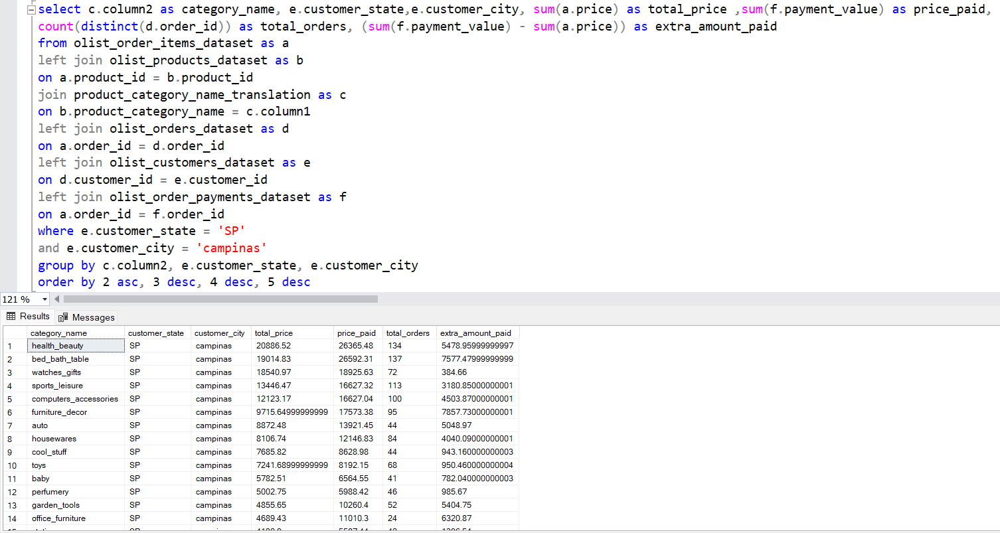 select c.column2 as category_name, e.customer_state,e.customer_city, sum(a.price) as total_price ,sum(f.payment_value) as price_paid,
count(distinct(d.order_id)) as total_orders, (sum(f.payment_value) - sum(a.price)) as extra_amount_paid
from olist_order_items_dataset as a
left join olist_products_dataset as b
on a.product_id = b.product_id
join product_category_name_translation as c
on b.product_category_name = c.column1
left join olist_orders_dataset as d
on a.order_id = d.order_id
left join olist_customers_dataset as e
on d.customer_id = e.customer_id
left join olist_order_payments_dataset as f
on a.order_id = f.order_id
where e.customer_state = 'SP'
and e.customer_city = 'campinas'
group by c.column2, e.customer_state, e.customer_city
order by 2 asc, 3 desc, 4 desc, 5 desc
121 %
Results Messages
category_name customer_state customer_city total_price price_paid total_orders extra_amount_paid
1 health_beauty SP campinas 20886.52 26365.48 134 5478.95999999997
2 bed_bath_table SP campinas 19014.83 26592.31 137 7577.47999999999
3 watches_gifts SP campinas 18540.97 18925.63 72 384.66
4 sports_leisure SP campinas 13446.47 16627.32 113 3180.85000000001
5 computers_accessories SP campinas 12123.17 16627.04 100 4503.87000000001
6 furniture_decor SP campinas 9715.64999999999 17573.38 95 7857.73000000001
7 auto SP campinas 8872.48 13921.45 44 5048.97
8 housewares SP campinas 8106.74 12146.83 84 4040.09000000001
9 cool_stuff SP campinas 7685.82 8628.98 44 943.160000000003
10 toys SP campinas 7241.68999999999 8192.15 68 950.460000000004
11 baby SP campinas 5782.51 6564.55 41 782.040000000003
12 perfumery SP campinas 5002.75 5988.42 46 985.67
13 garden_tools SP campinas 4855.65 10260.4 52 5404.75
14 office_furniture SP campinas 4689.43 11010.3 24 6320.87